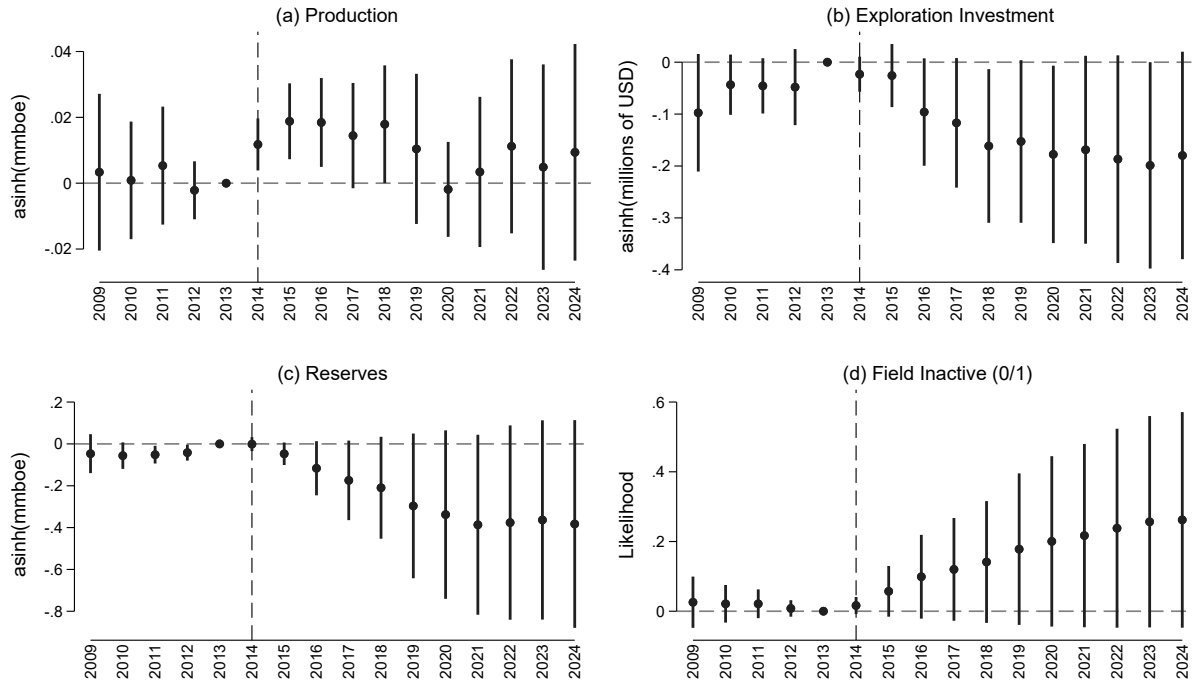 (a) Production
asinh(mmboe)
.04
.02
0
-.02
2009 2010 2011 2012 2013 2014 2015 2016 2017 2018 2019 2020 2021 2022 2023 2024
(b) Exploration Investment
asinh(millions of USD)
0
-.1
-.2
-.3
-.4
2009 2010 2011 2012 2013 2014 2015 2016 2017 2018 2019 2020 2021 2022 2023 2024
(c) Reserves
asinh(mmboe)
.2
0
-.2
-.4
-.6
-.8
2009 2010 2011 2012 2013 2014 2015 2016 2017 2018 2019 2020 2021 2022 2023 2024
(d) Field Inactive (0/1)
Likelihood
.6
.4
.2
0
2009 2010 2011 2012 2013 2014 2015 2016 2017 2018 2019 2020 2021 2022 2023 2024